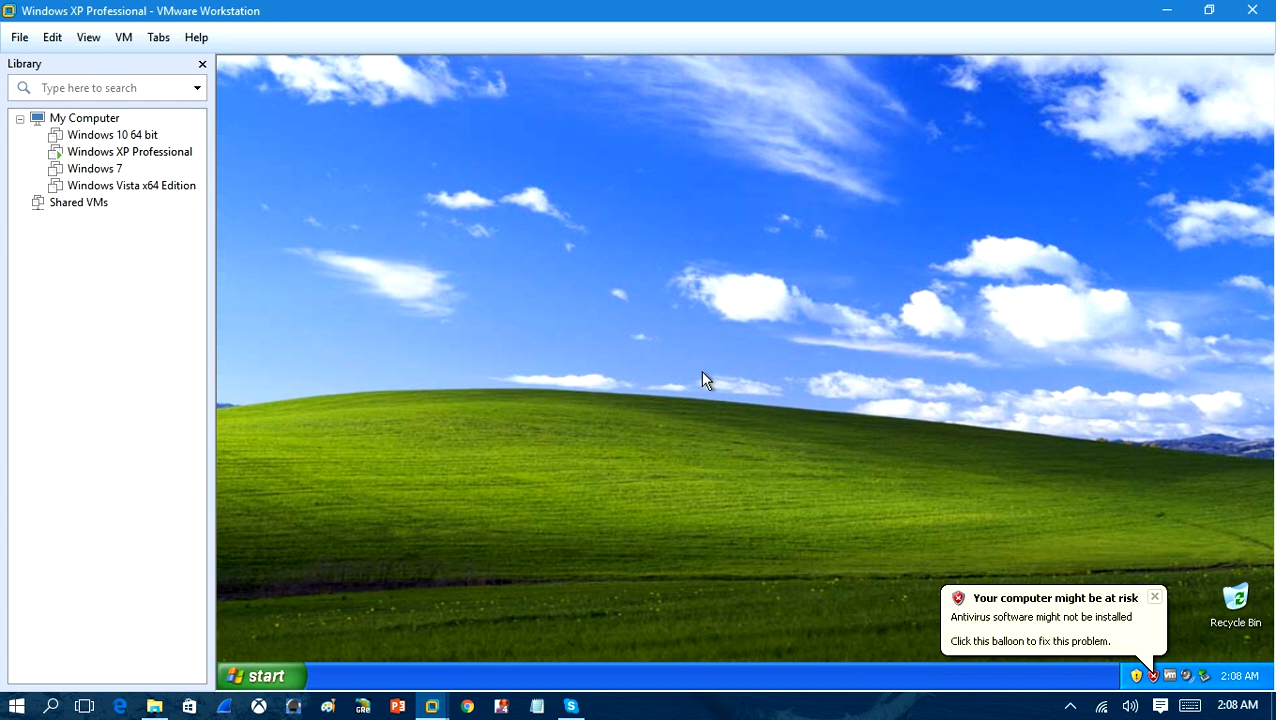 Windows XP Professional - VMware Workstation
File Edit View VM Tabs Help
Library
Type here to search
My Computer
Windows 10 64 bit
Windows XP Professional
Windows 7
Windows Vista x64 Edition
Shared VMs
Your computer might be at risk
Antivirus software might not be installed
Click this balloon to fix this problem.
Recycle Bin
start
2:08 AM
2:08 AM